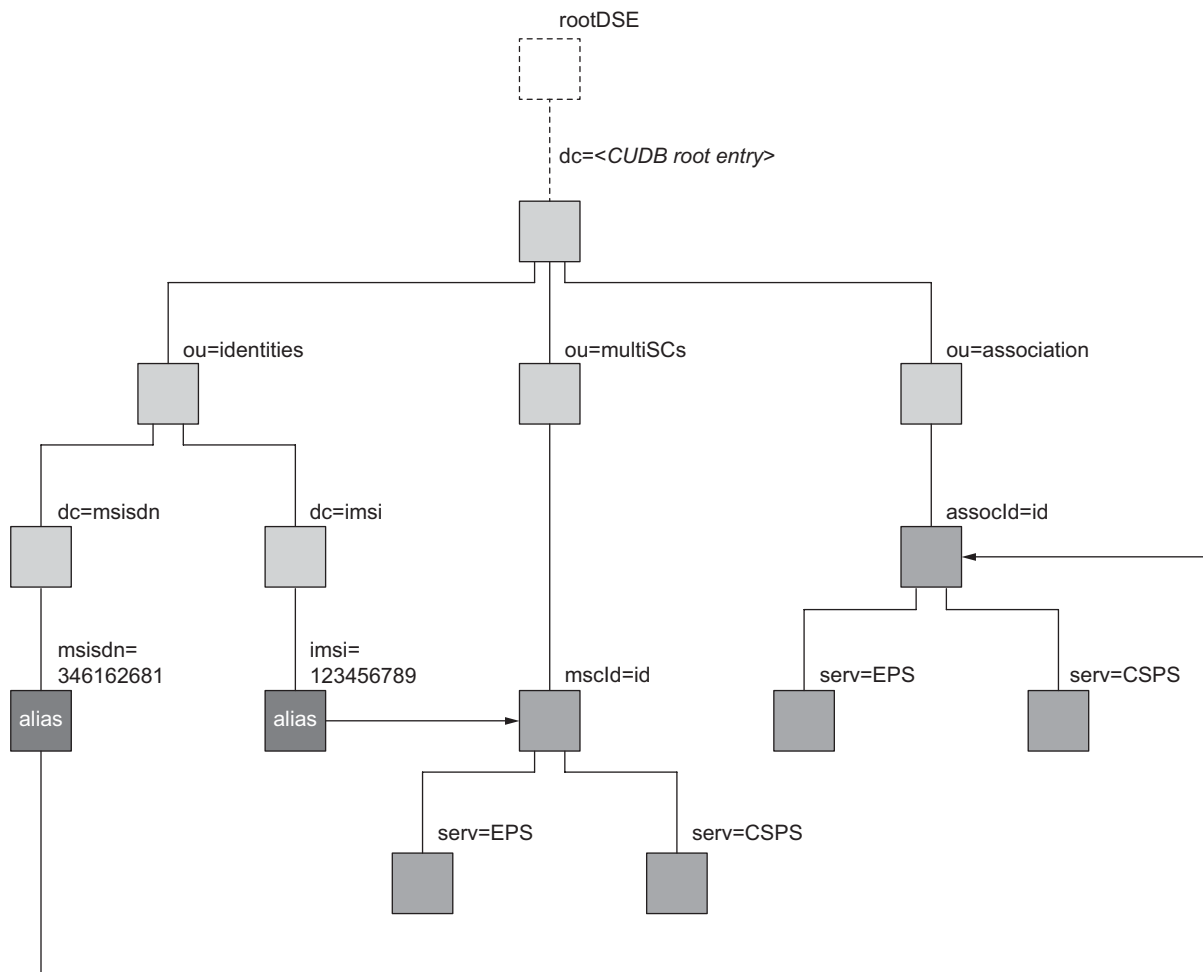 rootDSE
dc=<CUDB root entry>
ou=identities
ou=multiSCs
ou=association
dc=msisdn
dc=imsi
assocId=id
msisdn=
346162681
imsi=
123456789
mscId=id
serv=EPS
serv=CSPS
alias
alias
serv=EPS
serv=CSPS